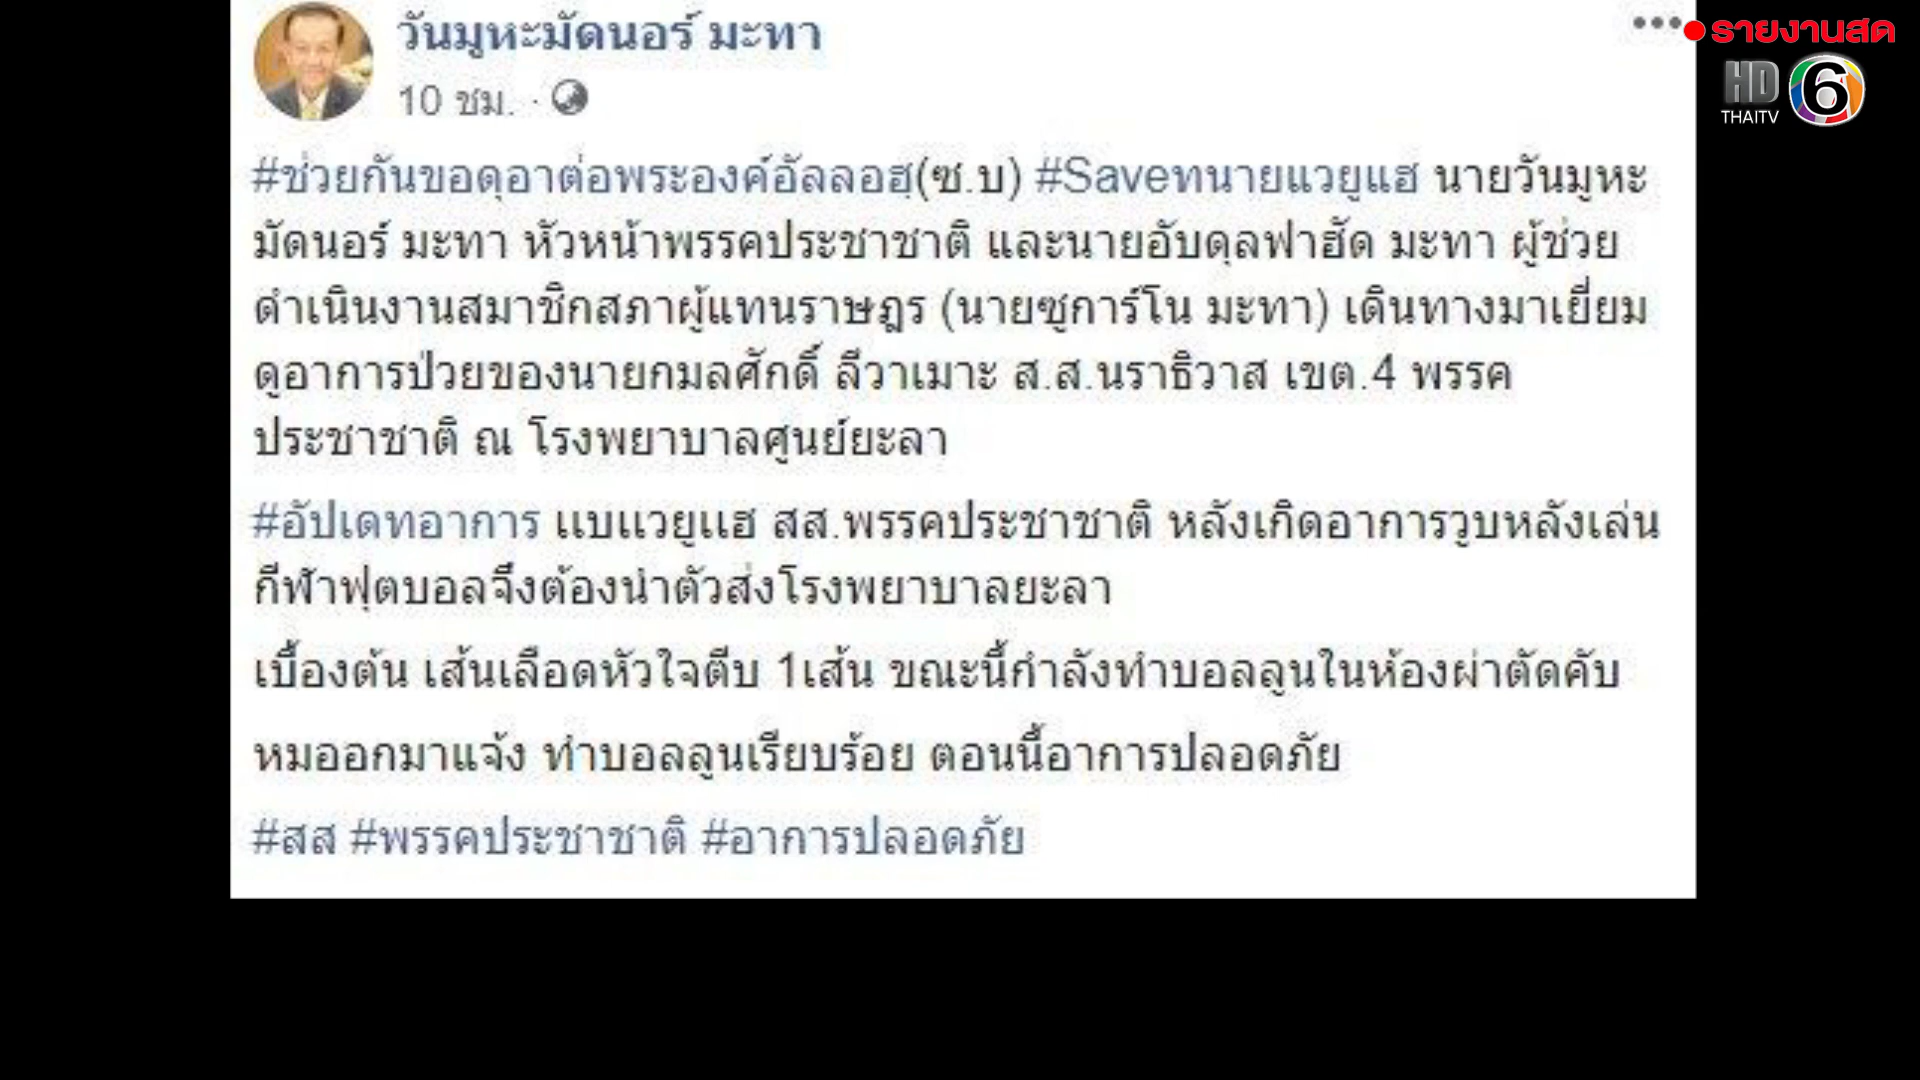 วันมูหะมัดนอร์ มะทา
10 ชม. ·
รายงานสด
HD
THAITV
6
#ช่วยกันขอดุอาต่อพระองค์อัลลอฮฺ(ซ.บ) #Saveทนายแวยูแฮ นายวันมูหะ
มัดนอร์ มะทา หัวหน้าพรรคประชาชาติ และนายอับดุลฟาฮัด มะทา ผู้ช่วย
ดำเนินงานสมาชิกสภาผู้แทนราษฎร (นายซูการ์โน มะทา) เดินทางมาเยี่ยม
ดูอาการป่วยของนายกมลศักดิ์ ลีวาเมาะ ส.ส.นราธิวาส เขต.4 พรรค
ประชาชาติ ณ โรงพยาบาลศูนย์ยะลา
#อัปเดทอาการ แบแวยูแฮ สส.พรรคประชาชาติ หลังเกิดอาการวูบหลังเล่น
กีฬาฟุตบอลจึงต้องนำตัวส่งโรงพยาบาลยะลา
เบื้องต้น เส้นเลือดหัวใจตีบ 1เส้น ขณะนี้กำลังทำบอลลูนในห้องผ่าตัดคับ
หมออกมาแจ้ง ทำบอลลูนเรียบร้อย ตอนนี้อาการปลอดภัย
#สส #พรรคประชาชาติ #อาการปลอดภัย